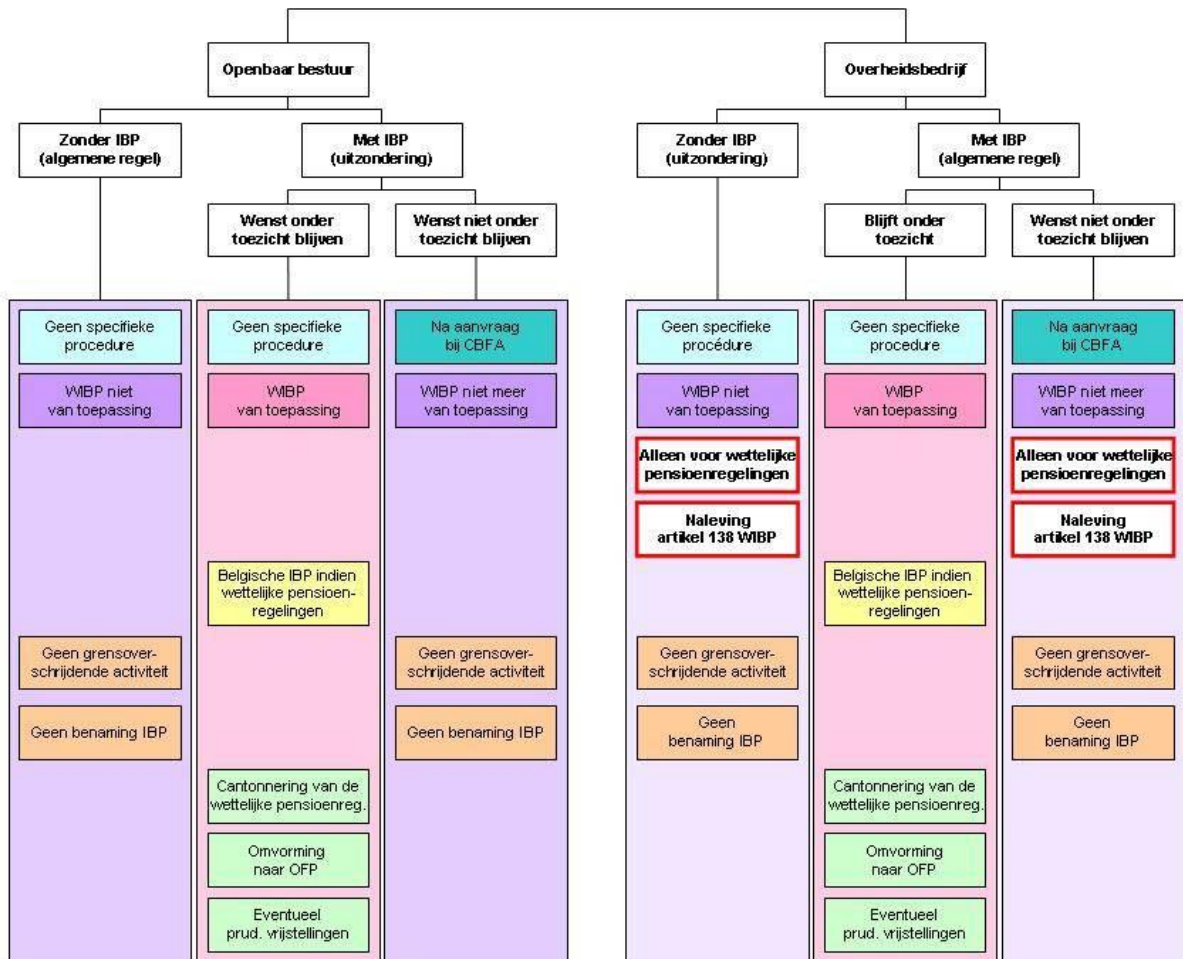 Openbaar bestuur
Overheidsbedrijf
Zonder IBP
(algemene regel)
Met IBP
(uitzondering)
Zonder IBP
(uitzondering)
Met IBP
(algemene regel)
Wenst onder
toezicht blijven
Wenst niet onder
toezicht blijven
Blijft onder
toezicht
Wenst niet onder
toezicht blijven
Geen specifieke
procedure
WIBP niet
van toepassing
Geen grensover-
schrijdende activiteit
Geen benaming IBP
Geen specifieke
procedure
WIBP
van toepassing
Belgische IBP indien
wettelijke pensioen-
regelingen
Cantonnering van de
wettelijke pensioenreg.
Omvorming
naar OFP
Eventueel
prud. vrijstellingen
Na aanvraag
bij CBFA
WIBP niet meer
van toepassing
Geen grensover-
schrijdende activiteit
Geen benaming IBP
Geen specifieke
procédure
WIBP niet
van toepassing
Alleen voor wettelijke
pensioenregelingen
Naleving
artikel 138 WIBP
Geen grensover-
schrijdende activiteit
Geen
benaming IBP
Geen specifieke
procedure
WIBP
van toepassing
Belgische IBP indien
wettelijke pensioen-
regelingen
Cantonnering van de
wettelijke pensioenreg.
Omvorming
naar OFP
Eventueel
prud. vrijstellingen
Na aanvraag
bij CBFA
WIBP niet meer
van toepassing
Alleen voor wettelijke
pensioenregelingen
Naleving
artikel 138 WIBP
Geen grensover-
schrijdende activiteit
Geen
benaming IBP